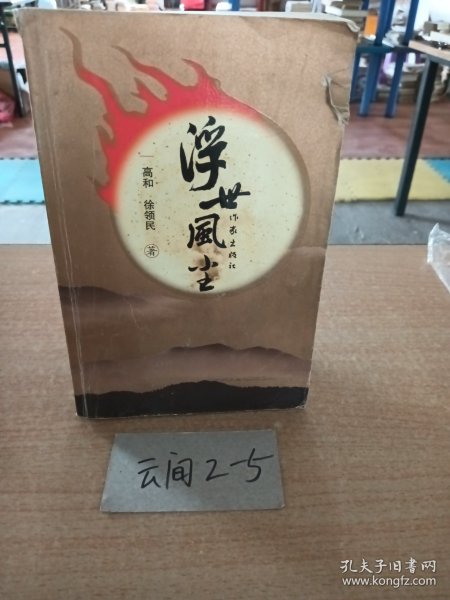 浮世風尘
高和 徐领民 著
作家出版社
云间2-5
孔夫子旧书网
www.kongfz.com